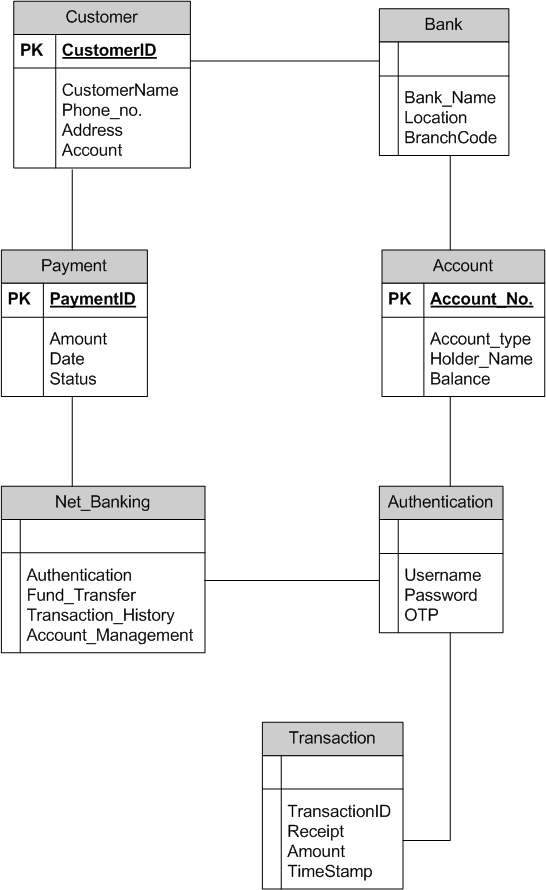 Customer
PK CustomerID
CustomerName
Phone_no.
Address
Account
Bank
Bank_Name
Location
BranchCode
Payment
PK PaymentID
Amount
Date
Status
Account
PK Account_No.
Account_type
Holder_Name
Balance
Net_Banking
Authentication
Fund_Transfer
Transaction_History
Account_Management
Authentication
Username
Password
OTP
Transaction
TransactionID
Receipt
Amount
TimeStamp